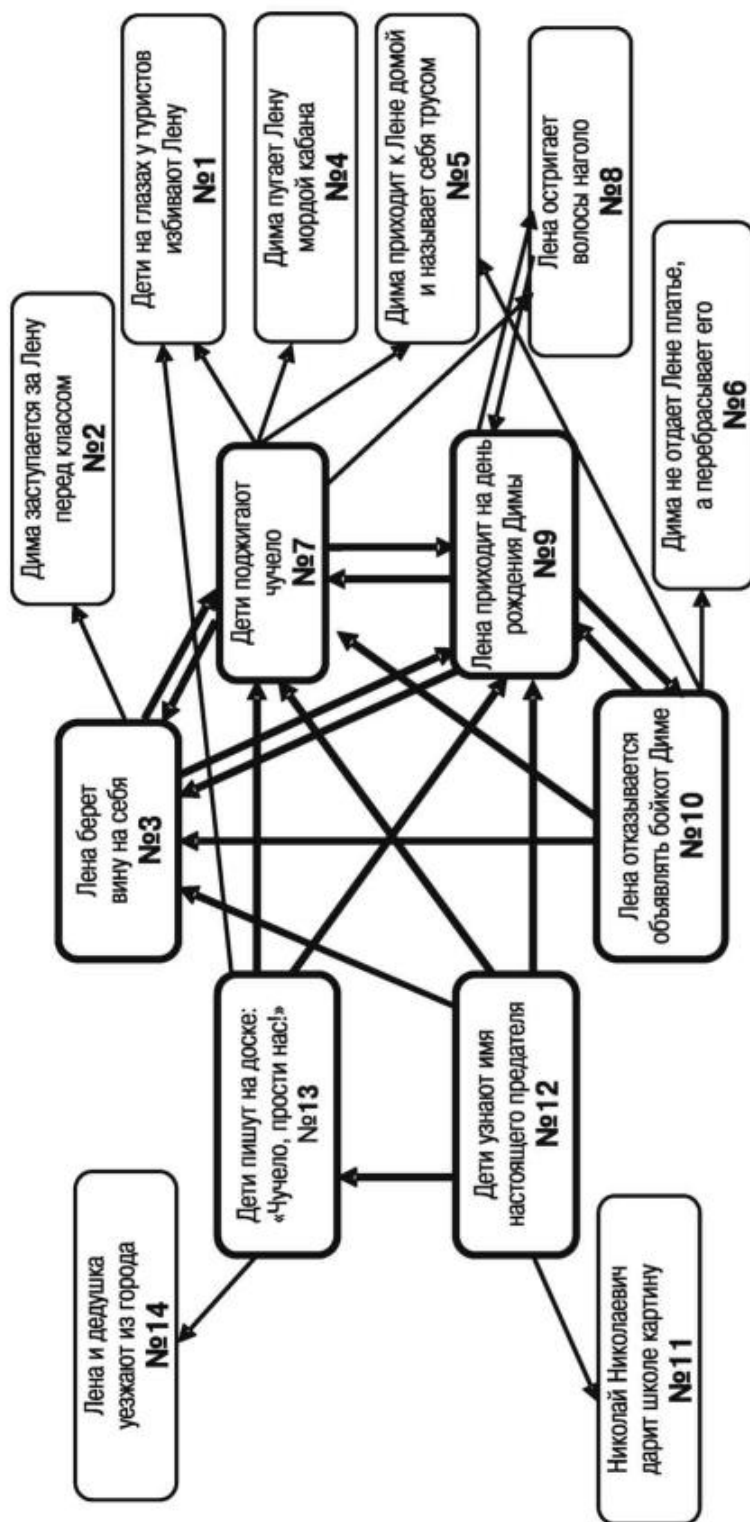 Лена и дедушка
уезжают из города
№14
Дети пишут на доске:
«Чучело, прости нас!»
№13
Дети узнают имя
настоящего предателя
№12
Николай Николаевич
дарит школе картину
№11
Лена берет
вину на себя
№3
Лена отказывается
объявлять бойкот Диме
№10
Дима заступается за Лену
перед классом
№2
Дети поджигают
чучело
№7
Лена приходит на день
рождения Димы
№9
Дима не отдает Лене платье,
а перебрасывает его
№6
Дети на глазах у туристов
избивают Лену
№1
Дима пугает Лену
мордой кабана
№4
Дима приходит к Лене домой
и называет себя трусом
№5
Лена остригает
волосы наголо
№8